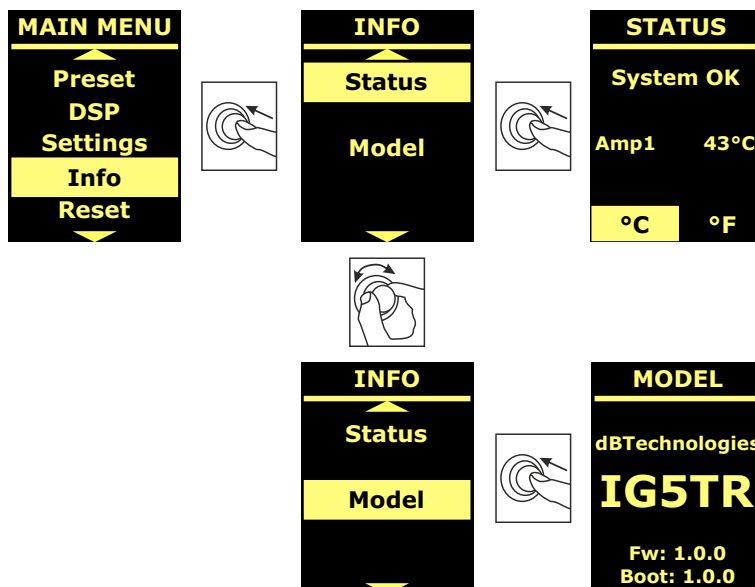 MAIN MENU
Preset
DSP
Settings
Info
Reset
INFO
Status
Model
STATUS
System OK
Amp1 43°C
°C °F
INFO
Status
Model
MODEL
dBTechnologies
IG5TR
Fw: 1.0.0
Boot: 1.0.0